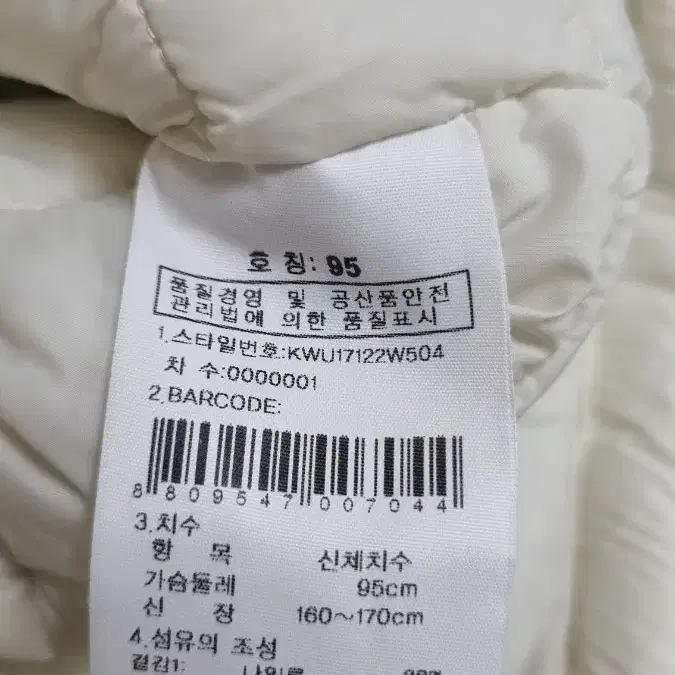 호 칭: 95
품질경영 및 공산품안전
관리법에 의한 품질표시
1.스타일번호:KWU17122W504
차 수:0000001
2.BARCODE:
8 809547 007044
3.치수
항 목 신체치수
가슴둘레 95cm
신 장 160~170cm
4.섬유의 조성
겉감1: